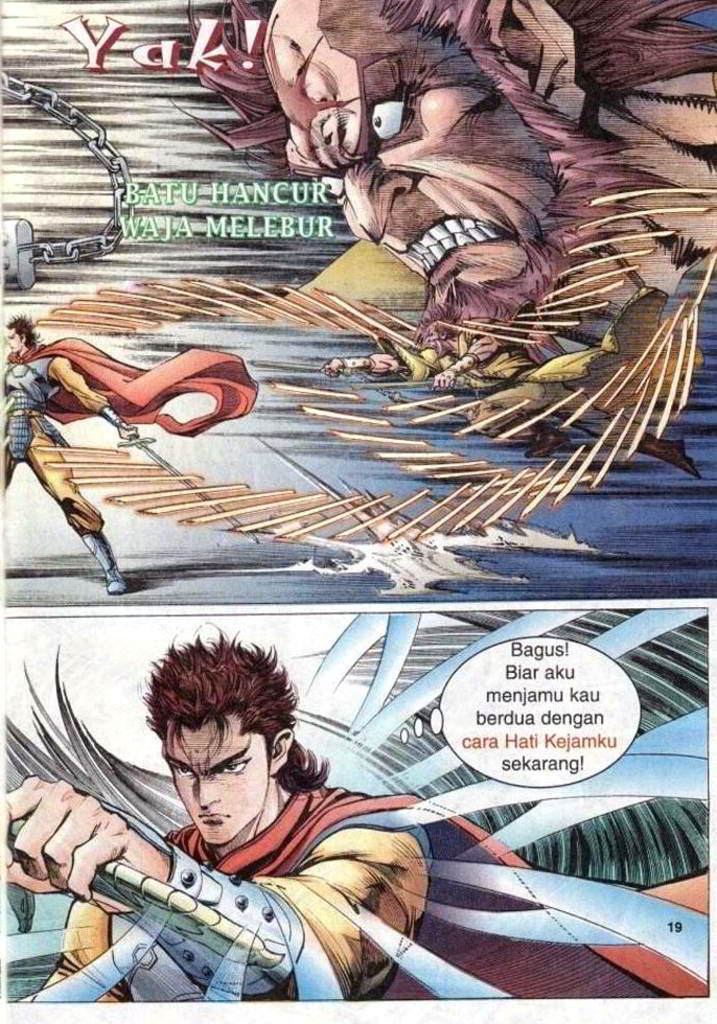 Yak!
BATU HANCUR
WAJA MELEBUR
Bagus!
Biar aku
menjamu kau
berdua dengan
cara Hati Kejamku
sekarang!
19